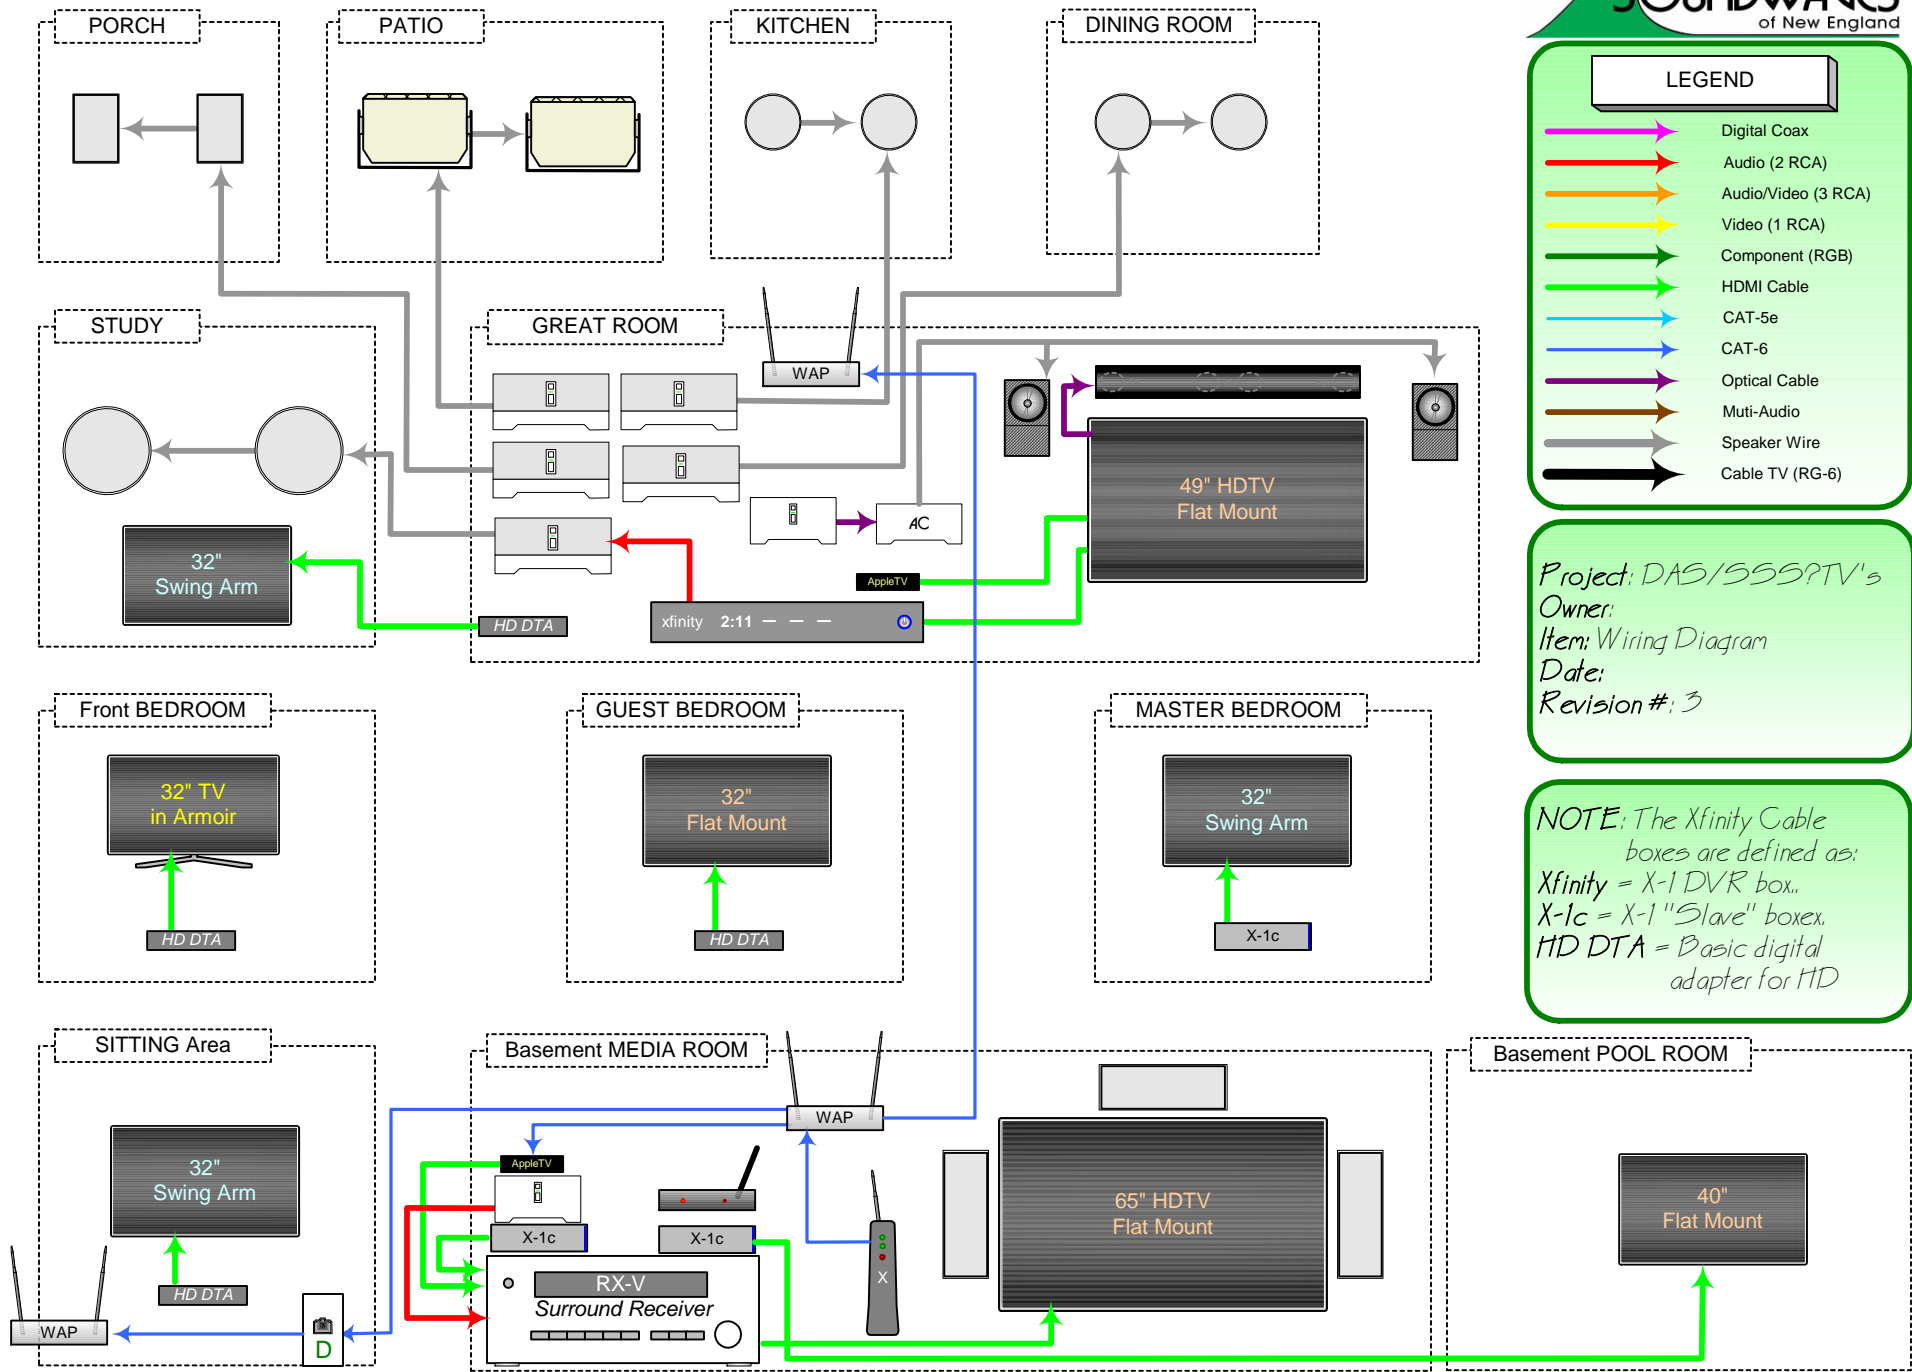 PORCH
PATIO
KITCHEN
DINING ROOM
SOUNDWAVES
of New England
LEGEND
Digital Coax
Audio (2 RCA)
Audio/Video (3 RCA)
Video (1 RCA)
Component (RGB)
HDMI Cable
CAT-5e
CAT-6
Optical Cable
Muti-Audio
Speaker Wire
Cable TV (RG-6)
STUDY
32"
Swing Arm
GREAT ROOM
WAP
AC
49" HDTV
Flat Mount
AppleTV
HD DTA
xfinity 2:11 — — —
Project: DAS/SSS?TV's
Owner:
Item: Wiring Diagram
Date:
Revision #: 3
Front BEDROOM
32" TV
in Armoir
HD DTA
GUEST BEDROOM
32"
Flat Mount
HD DTA
MASTER BEDROOM
32"
Swing Arm
X-1c
NOTE: The Xfinity Cable
boxes are defined as:
Xfinity = X-1 DVR box..
X-1c = X-1 "Slave" boxex.
HD DTA = Basic digital
adapter for HD
SITTING Area
32"
Swing Arm
HD DTA
WAP
D
Basement MEDIA ROOM
WAP
AppleTV
X-1c
X-1c
X
RX-V
Surround Receiver
65" HDTV
Flat Mount
Basement POOL ROOM
40"
Flat Mount